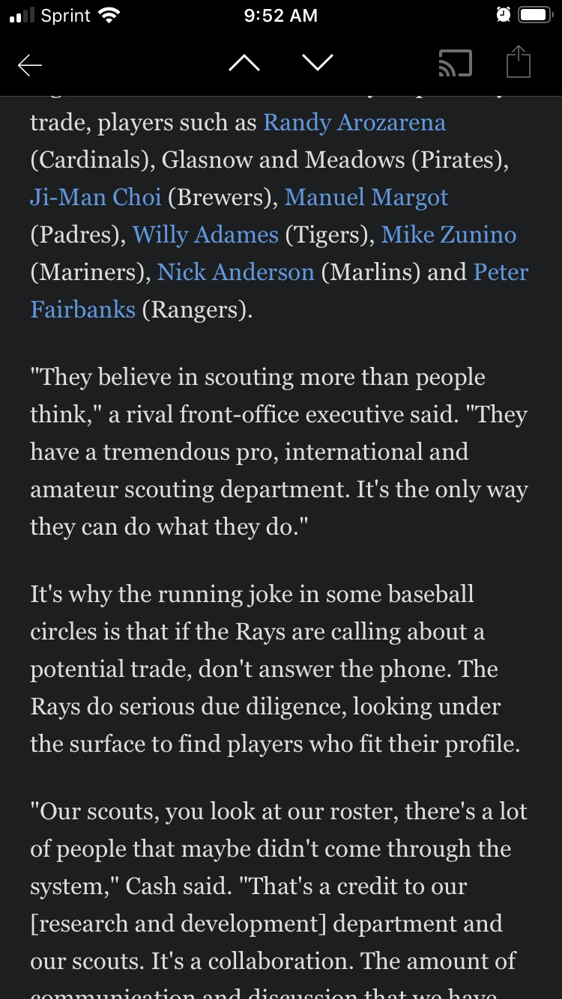 Sprint 9:52 AM
trade, players such as Randy Arozarena
(Cardinals), Glasnow and Meadows (Pirates),
Ji-Man Choi (Brewers), Manuel Margot
(Padres), Willy Adames (Tigers), Mike Zunino
(Mariners), Nick Anderson (Marlins) and Peter
Fairbanks (Rangers).
"They believe in scouting more than people
think," a rival front-office executive said. "They
have a tremendous pro, international and
amateur scouting department. It's the only way
they can do what they do."
It's why the running joke in some baseball
circles is that if the Rays are calling about a
potential trade, don't answer the phone. The
Rays do serious due diligence, looking under
the surface to find players who fit their profile.
"Our scouts, you look at our roster, there's a lot
of people that maybe didn't come through the
system," Cash said. "That's a credit to our
[research and development] department and
our scouts. It's a collaboration. The amount of
communication and discussion that we have